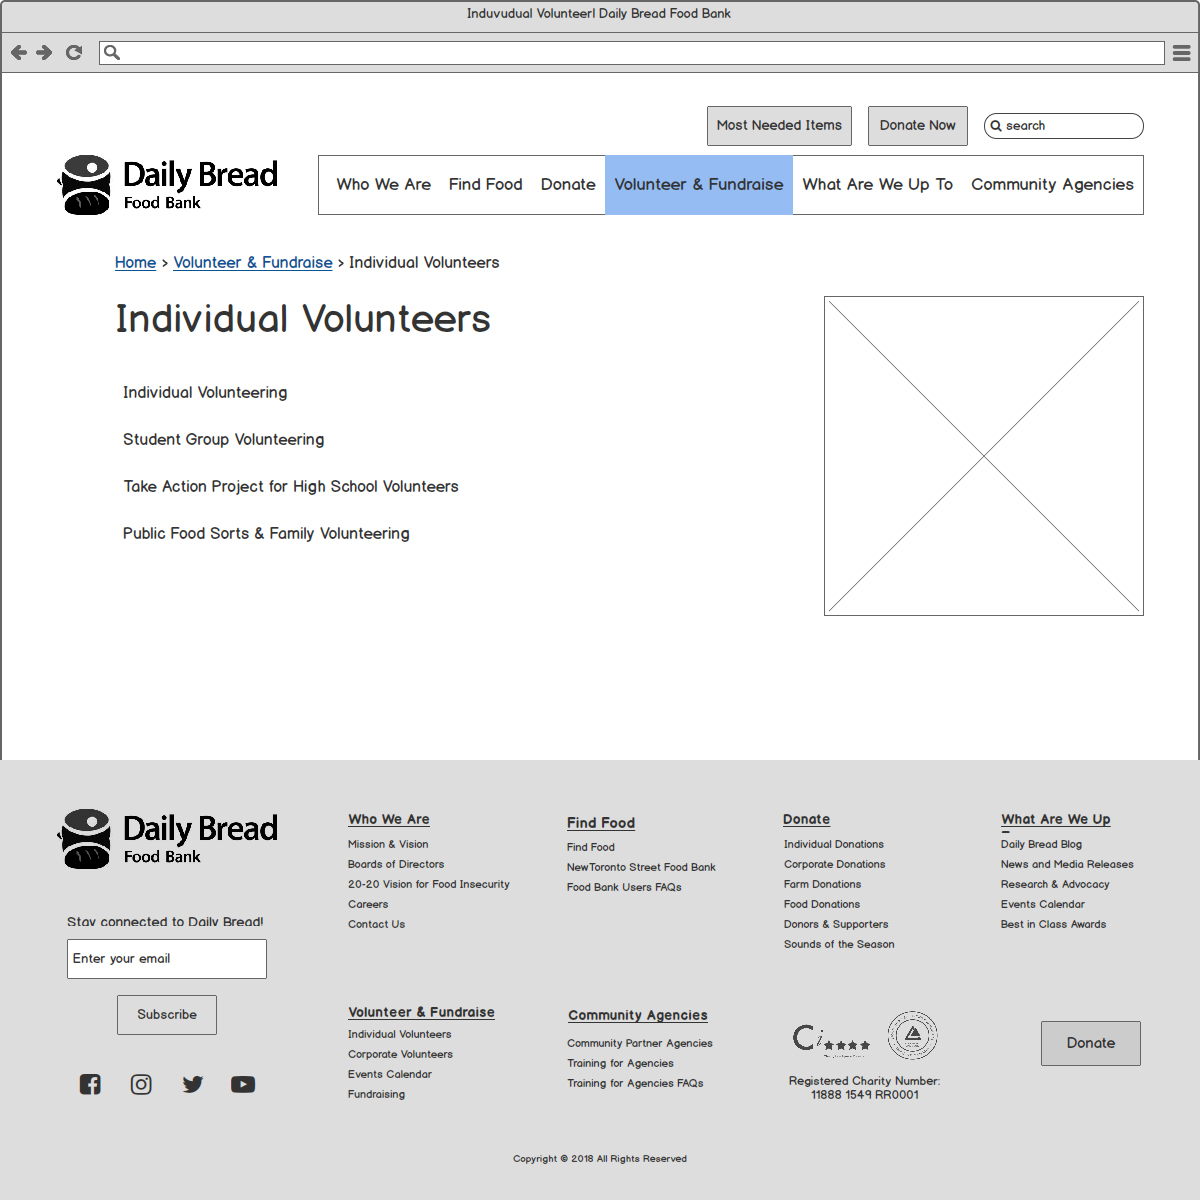 Induvudual Volunteer| Daily Bread Food Bank
Most Needed Items
Donate Now
search
Daily Bread
Food Bank
Who We Are
Find Food
Donate
Volunteer & Fundraise
What Are We Up To
Community Agencies
Home > Volunteer & Fundraise > Individual Volunteers
Individual Volunteers
Individual Volunteering
Student Group Volunteering
Take Action Project for High School Volunteers
Public Food Sorts & Family Volunteering
Daily Bread
Food Bank
Stay connected to Daily Bread!
Enter your email
Subscribe
Who We Are
Mission & Vision
Boards of Directors
20-20 Vision for Food Insecurity
Careers
Contact Us
Find Food
Find Food
NewToronto Street Food Bank
Food Bank Users FAQs
Donate
Individual Donations
Corporate Donations
Farm Donations
Food Donations
Donors & Supporters
Sounds of the Season
What Are We Up
Daily Bread Blog
News and Media Releases
Research & Advocacy
Events Calendar
Best in Class Awards
Volunteer & Fundraise
Individual Volunteers
Corporate Volunteers
Events Calendar
Fundraising
Community Agencies
Community Partner Agencies
Training for Agencies
Training for Agencies FAQs
Ci
Registered Charity Number:
11888 1549 RR0001
Donate
Copyright © 2018 All Rights Reserved